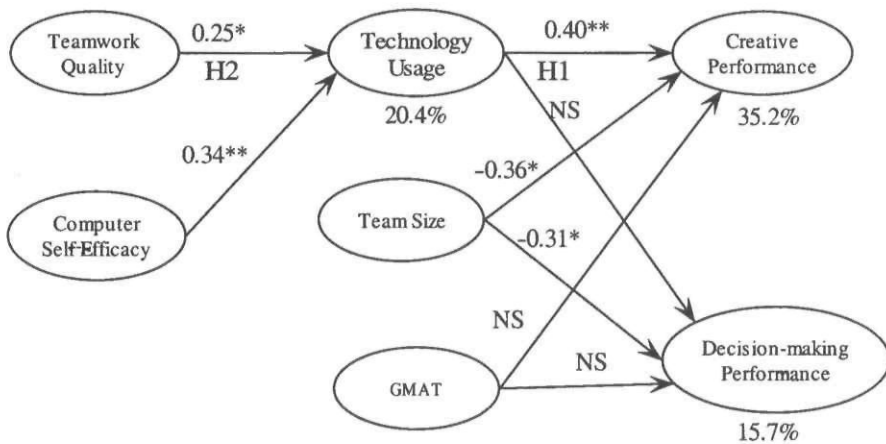 Teamwork
Quality
0.25*
H2
Technology
Usage
20.4%
0.40**
H1
Creative
Performance
35.2%
NS
0.34**
-0.36*
Computer
Self-Efficacy
Team Size
-0.31*
NS
NS
GMAT
Decision-making
Performance
15.7%